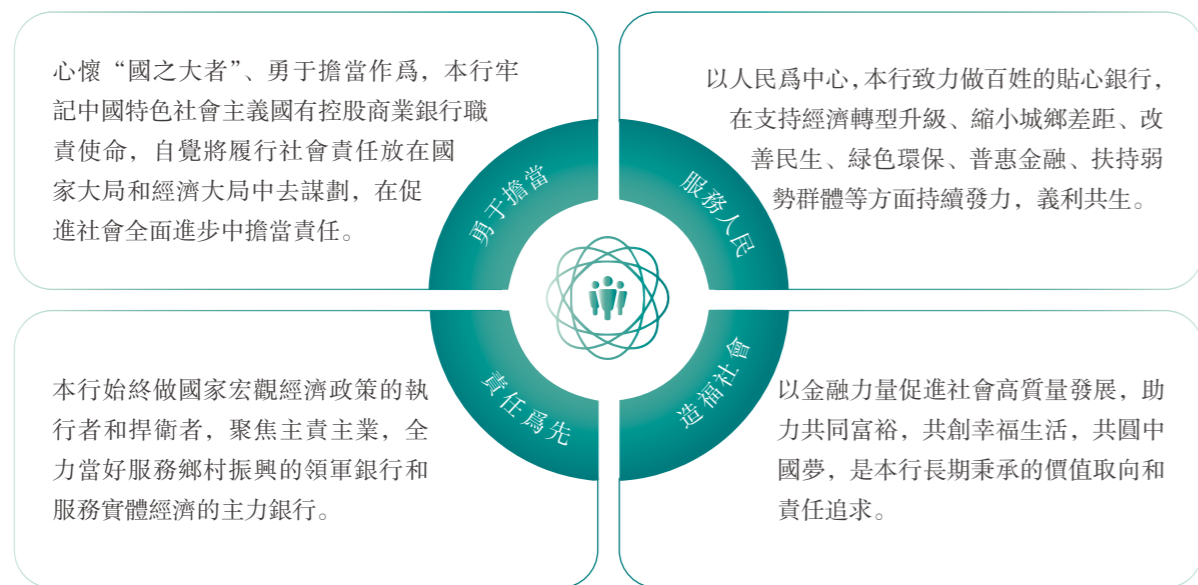 心懷“國之大者”、勇于擔當作爲，本行牢
記中國特色社會主義國有控股商業銀行職
責使命，自覺將履行社會責任放在國
家大局和經濟大局中去謀劃，在促
進社會全面進步中擔當責任。
勇于擔當
以人民爲中心，本行致力做百姓的貼心銀行，
在支持經濟轉型升級、縮小城鄉差距、改
善民生、緑色環保、普惠金融、扶持弱
勢群體等方面持續發力，義利共生。
服務人民
本行始終做國家宏觀經濟政策的執
行者和捍衛者，聚焦主責主業，全
力當好服務鄉村振興的領軍銀行和
服務實體經濟的主力銀行。
責任爲先
以金融力量促進社會高質量發展，助
力共同富裕，共創幸福生活，共圓中
國夢，是本行長期秉承的價值取向和
責任追求。
造福社會